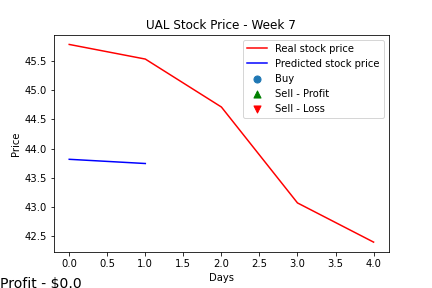 UAL Stock Price - Week 7
Real stock price
Predicted stock price
Buy
Sell - Profit
Sell - Loss
Price
45.5
45.0
44.5
44.0
43.5
43.0
42.5
0.0 0.5 1.0 1.5 2.0 2.5 3.0 3.5 4.0
Days
Profit - $0.0